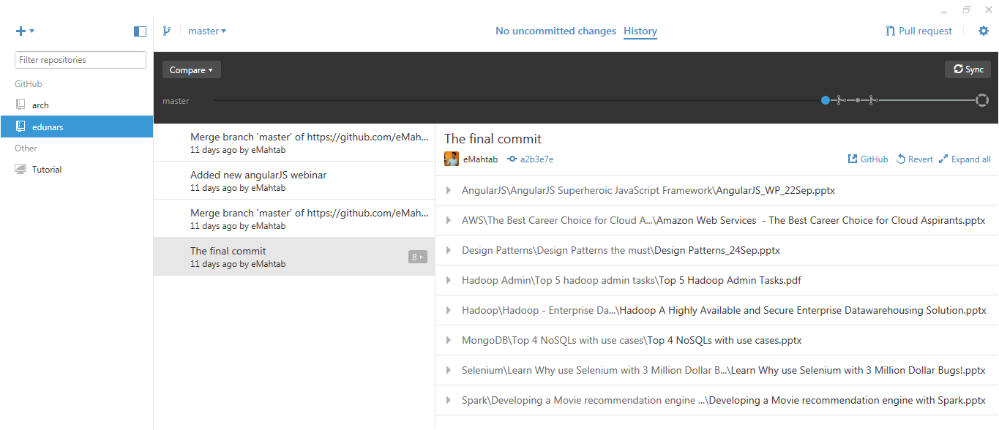 master
No uncommitted changes History
Pull request
Filter repositories
GitHub
arch
edunars
Other
Tutorial
Compare
Sync
master
Merge branch 'master' of https://github.com/eMah...
11 days ago by eMahtab
Added new angularJS webinar
11 days ago by eMahtab
Merge branch 'master' of https://github.com/eMah...
11 days ago by eMahtab
The final commit
11 days ago by eMahtab
8
The final commit
eMahtab a2b3e7e
GitHub Revert Expand all
AngularJS\AngularJS Superheroic JavaScript Framework\AngularJS_WP_22Sep.pptx
AWS\The Best Career Choice for Cloud A...\Amazon Web Services - The Best Career Choice for Cloud Aspirants.pptx
Design Patterns\Design Patterns the must\Design Patterns_24Sep.pptx
Hadoop Admin\Top 5 hadoop admin tasks\Top 5 Hadoop Admin Tasks.pdf
Hadoop\Hadoop - Enterprise Da...\Hadoop A Highly Available and Secure Enterprise Datawarehousing Solution.pptx
MongoDB\Top 4 NoSQLs with use cases\Top 4 NoSQLs with use cases.pptx
Selenium\Learn Why use Selenium with 3 Million Dollar B...\Learn Why use Selenium with 3 Million Dollar Bugs!.pptx
Spark\Developing a Movie recommendation engine ...\Developing a Movie recommendation engine with Spark.pptx